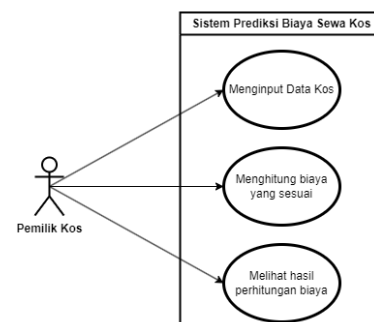 Sistem Prediksi Biaya Sewa Kos
Menginput Data Kos
Menghitung biaya
yang sesuai
Pemilik Kos
Melihat hasil
perhitungan biaya